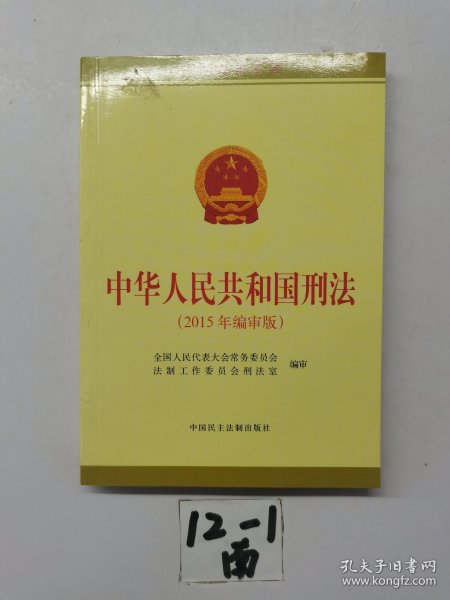 中华人民共和国刑法
(2015年编审版)
全国人民代表大会常务委员会
法制工作委员会刑法室
编审
中国民主法制出版社
12-1
南
孔夫子旧书网
www.kongfz.com